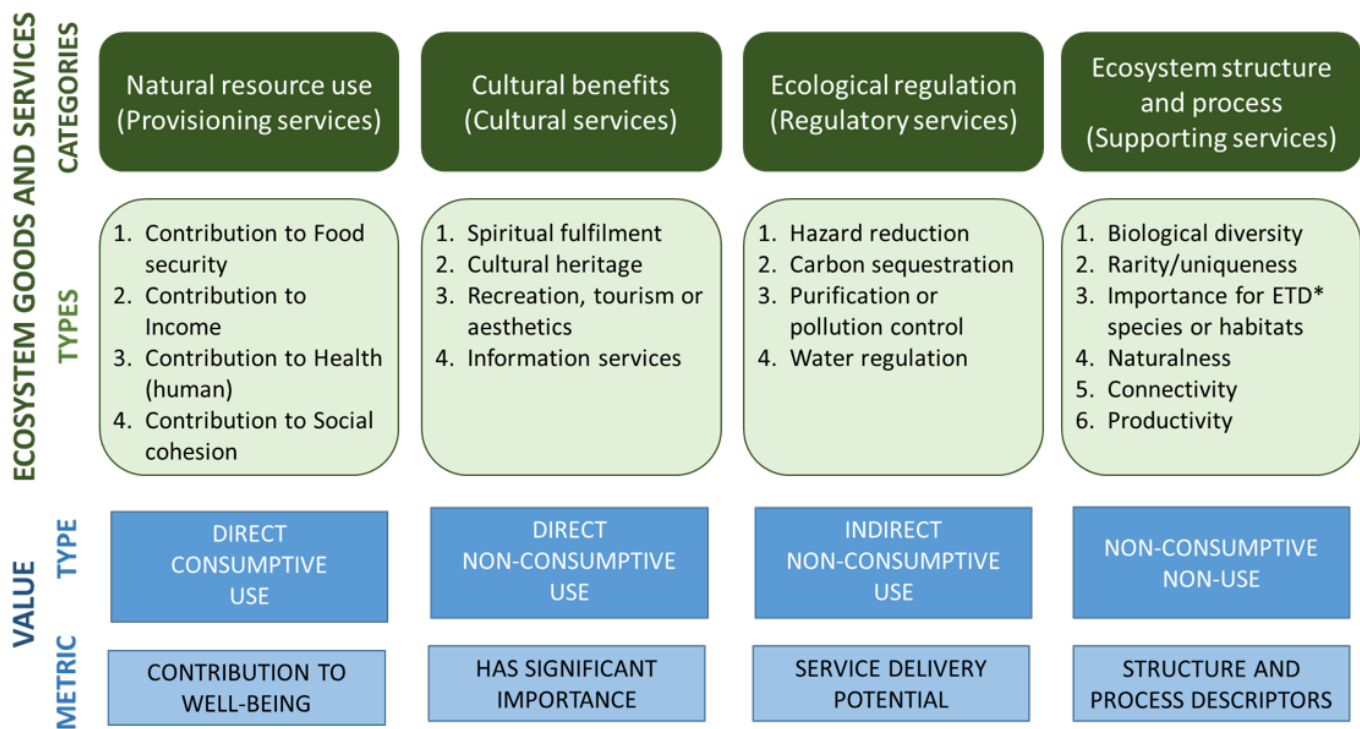 ECOSYSTEM GOODS AND SERVICES
CATEGORIES
Natural resource use
(Provisioning services)
Cultural benefits
(Cultural services)
Ecological regulation
(Regulatory services)
Ecosystem structure
and process
(Supporting services)
TYPES
1. Contribution to Food
security
2. Contribution to
Income
3. Contribution to Health
(human)
4. Contribution to Social
cohesion
1. Spiritual fulfilment
2. Cultural heritage
3. Recreation, tourism or
aesthetics
4. Information services
1. Hazard reduction
2. Carbon sequestration
3. Purification or
pollution control
4. Water regulation
1. Biological diversity
2. Rarity/uniqueness
3. Importance for ETD*
species or habitats
4. Naturalness
5. Connectivity
6. Productivity
VALUE
TYPE
DIRECT
CONSUMPTIVE
USE
DIRECT
NON-CONSUMPTIVE
USE
INDIRECT
NON-CONSUMPTIVE
USE
NON-CONSUMPTIVE
NON-USE
METRIC
CONTRIBUTION TO
WELL-BEING
HAS SIGNIFICANT
IMPORTANCE
SERVICE DELIVERY
POTENTIAL
STRUCTURE AND
PROCESS DESCRIPTORS